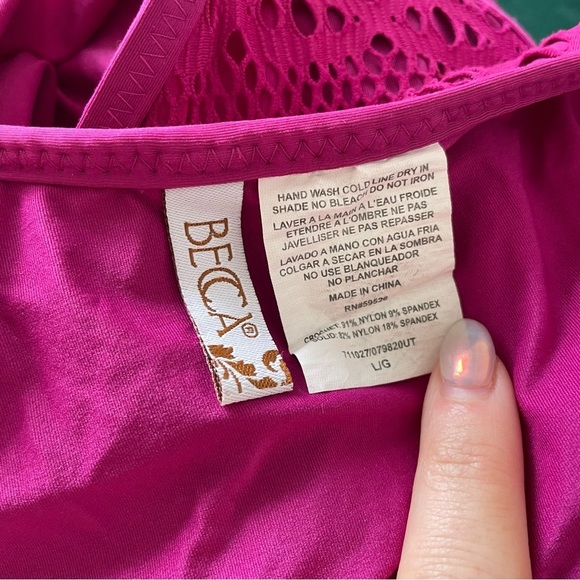 BECCA®
HAND WASH COLD LINE DRY IN
SHADE NO BLEACH DO NOT IRON
LAVER A LA MAIN A L'EAU FROIDE
ETENDRE A L'OMBRE NE PAS
JAVELLISER NE PAS REPASSER
LAVADO A MANO CON AGUA FRIA
COLGAR A SECAR EN LA SOMBRA
NO USE BLANQUEADOR
NO PLANCHAR
MADE IN CHINA
RN#59526
CROCHET: 91% NYLON 9% SPANDEX
82% NYLON 18% SPANDEX
711027/079820UT
L/G